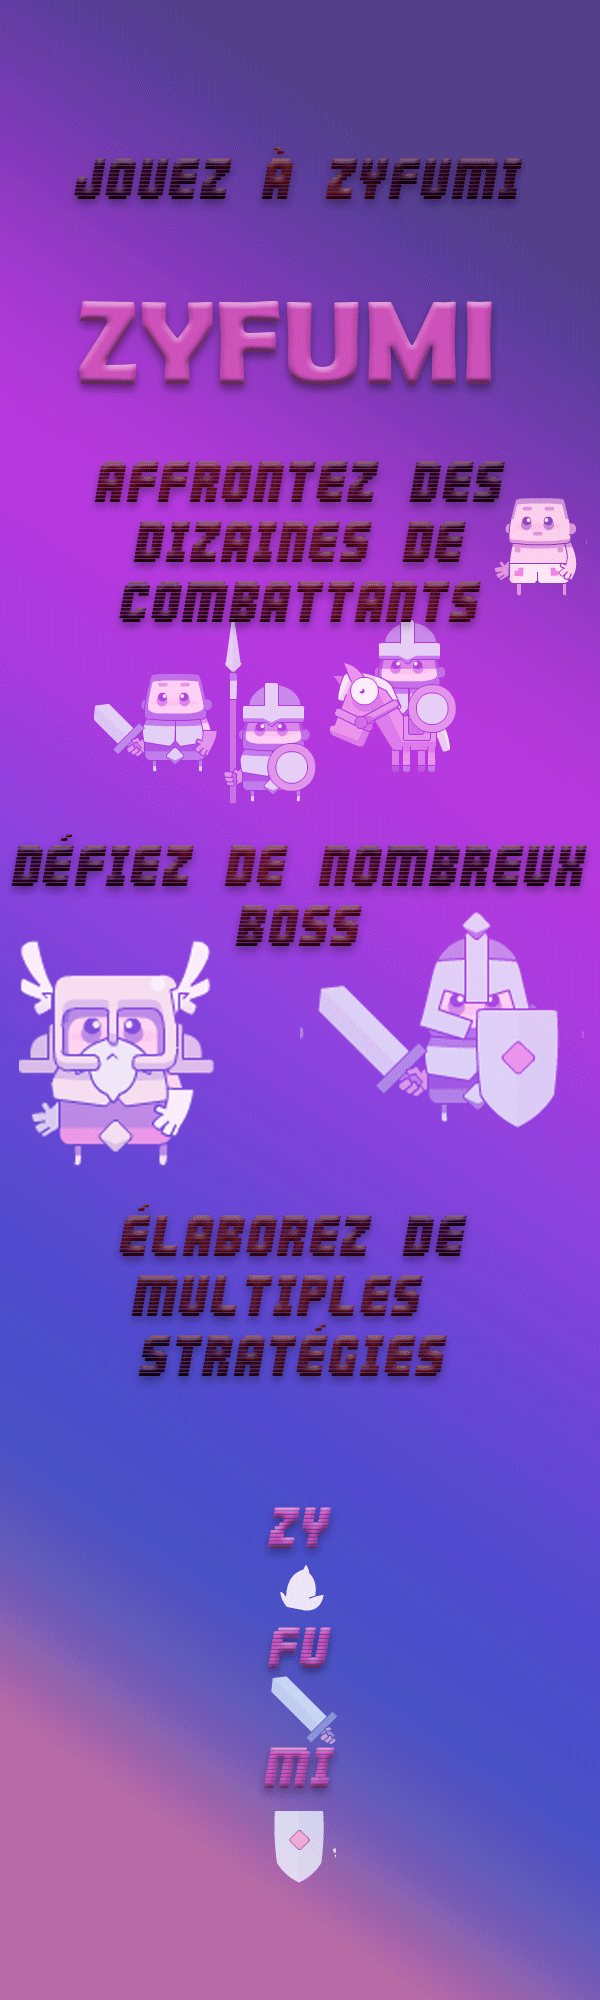 JOUEZ À ZYFUMI
ZYFUMI
AFFRONTEZ DES
DIZAINES DE
COMBATTANTS
DÉFIEZ DE NOMBREUX
BOSS
ÉLABOREZ DE
MULTIPLES
STRATÉGIES
ZY
FU
MI